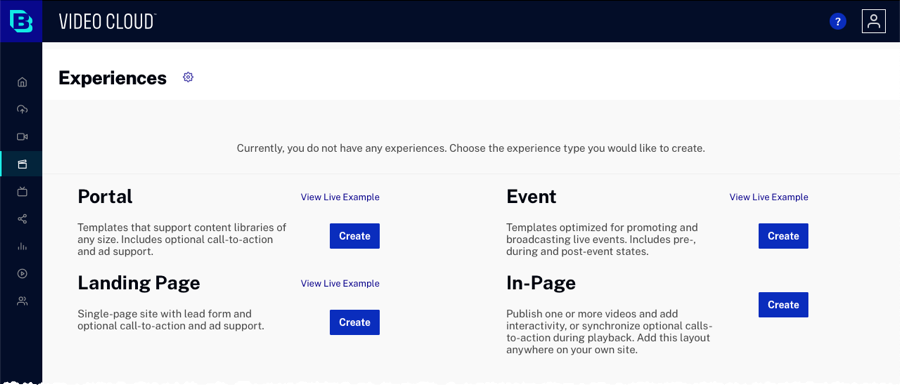 VIDEO CLOUD™
?
Experiences
Currently, you do not have any experiences. Choose the experience type you would like to create.
Portal
View Live Example
Templates that support content libraries of
any size. Includes optional call-to-action
and ad support.
Create
Event
View Live Example
Templates optimized for promoting and
broadcasting live events. Includes pre-,
during and post-event states.
Create
Landing Page
View Live Example
Single-page site with lead form and
optional call-to-action and ad support.
Create
In-Page
Publish one or more videos and add
interactivity, or synchronize optional calls-
to-action during playback. Add this layout
anywhere on your own site.
Create